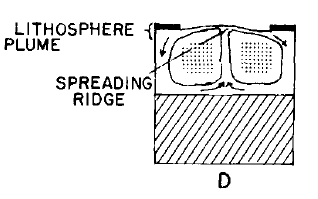 LITHOSPHERE
PLUME
SPREADING
RIDGE
D